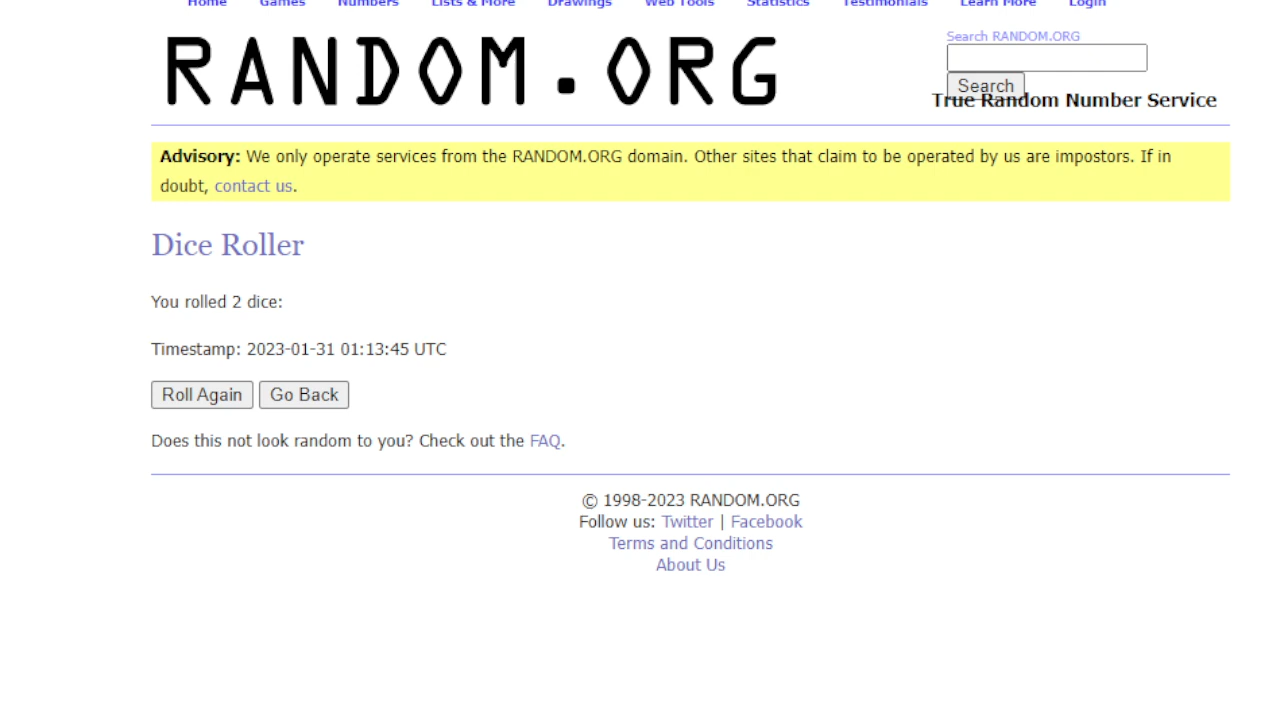 Home Games Numbers Lists & More Drawings Web Tools Statistics Testimonials Learn More Login
RANDOM.ORG
Search RANDOM.ORG
Search
True Random Number Service
Advisory: We only operate services from the RANDOM.ORG domain. Other sites that claim to be operated by us are impostors. If in
doubt, contact us.
Dice Roller
You rolled 2 dice:
Timestamp: 2023-01-31 01:13:45 UTC
Roll Again Go Back
Does this not look random to you? Check out the FAQ.
© 1998-2023 RANDOM.ORG
Follow us: Twitter | Facebook
Terms and Conditions
About Us